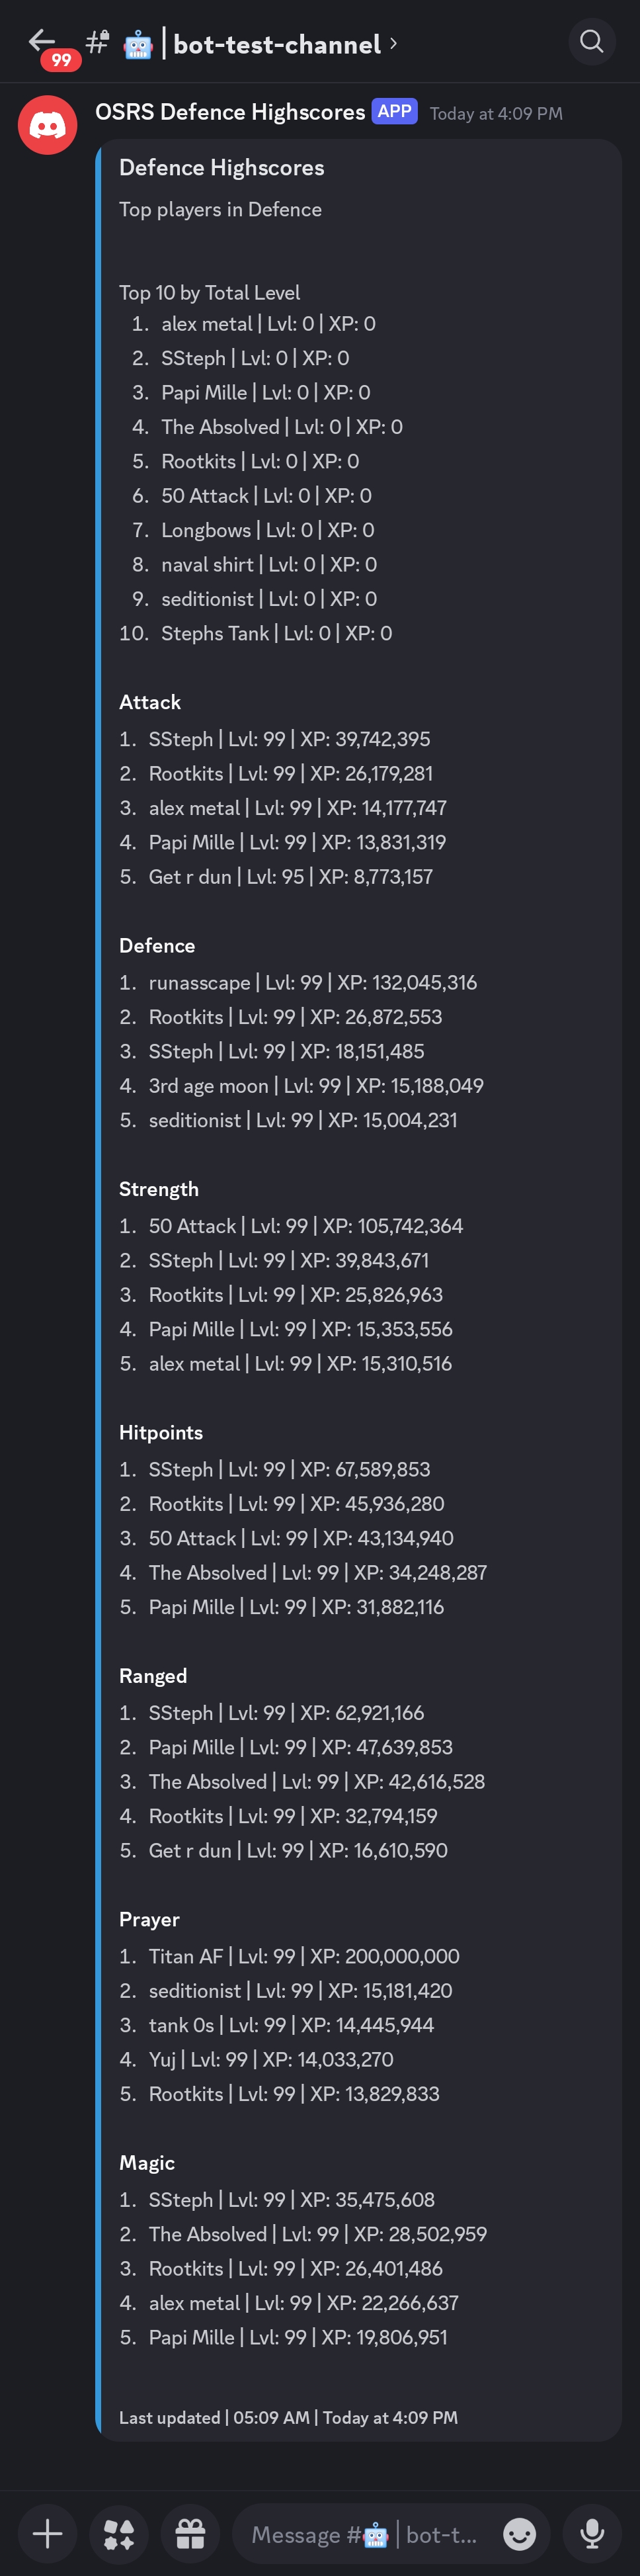 99
# 🤖 | bot-test-channel ›
OSRS Defence Highscores APP Today at 4:09 PM
Defence Highscores
Top players in Defence
Top 10 by Total Level
1. alex metal | Lvl: 0 | XP: 0
2. SSteph | Lvl: 0 | XP: 0
3. Papi Mille | Lvl: 0 | XP: 0
4. The Absolved | Lvl: 0 | XP: 0
5. Rootkits | Lvl: 0 | XP: 0
6. 50 Attack | Lvl: 0 | XP: 0
7. Longbows | Lvl: 0 | XP: 0
8. naval shirt | Lvl: 0 | XP: 0
9. seditionist | Lvl: 0 | XP: 0
10. Stephs Tank | Lvl: 0 | XP: 0
Attack
1. SSteph | Lvl: 99 | XP: 39,742,395
2. Rootkits | Lvl: 99 | XP: 26,179,281
3. alex metal | Lvl: 99 | XP: 14,177,747
4. Papi Mille | Lvl: 99 | XP: 13,831,319
5. Get r dun | Lvl: 95 | XP: 8,773,157
Defence
1. runasscape | Lvl: 99 | XP: 132,045,316
2. Rootkits | Lvl: 99 | XP: 26,872,553
3. SSteph | Lvl: 99 | XP: 18,151,485
4. 3rd age moon | Lvl: 99 | XP: 15,188,049
5. seditionist | Lvl: 99 | XP: 15,004,231
Strength
1. 50 Attack | Lvl: 99 | XP: 105,742,364
2. SSteph | Lvl: 99 | XP: 39,843,671
3. Rootkits | Lvl: 99 | XP: 25,826,963
4. Papi Mille | Lvl: 99 | XP: 15,353,556
5. alex metal | Lvl: 99 | XP: 15,310,516
Hitpoints
1. SSteph | Lvl: 99 | XP: 67,589,853
2. Rootkits | Lvl: 99 | XP: 45,936,280
3. 50 Attack | Lvl: 99 | XP: 43,134,940
4. The Absolved | Lvl: 99 | XP: 34,248,287
5. Papi Mille | Lvl: 99 | XP: 31,882,116
Ranged
1. SSteph | Lvl: 99 | XP: 62,921,166
2. Papi Mille | Lvl: 99 | XP: 47,639,853
3. The Absolved | Lvl: 99 | XP: 42,616,528
4. Rootkits | Lvl: 99 | XP: 32,794,159
5. Get r dun | Lvl: 99 | XP: 16,610,590
Prayer
1. Titan AF | Lvl: 99 | XP: 200,000,000
2. seditionist | Lvl: 99 | XP: 15,181,420
3. tank 0s | Lvl: 99 | XP: 14,445,944
4. Yuj | Lvl: 99 | XP: 14,033,270
5. Rootkits | Lvl: 99 | XP: 13,829,833
Magic
1. SSteph | Lvl: 99 | XP: 35,475,608
2. The Absolved | Lvl: 99 | XP: 28,502,959
3. Rootkits | Lvl: 99 | XP: 26,401,486
4. alex metal | Lvl: 99 | XP: 22,266,637
5. Papi Mille | Lvl: 99 | XP: 19,806,951
Last updated | 05:09 AM | Today at 4:09 PM
Message #🤖 | bot-t...